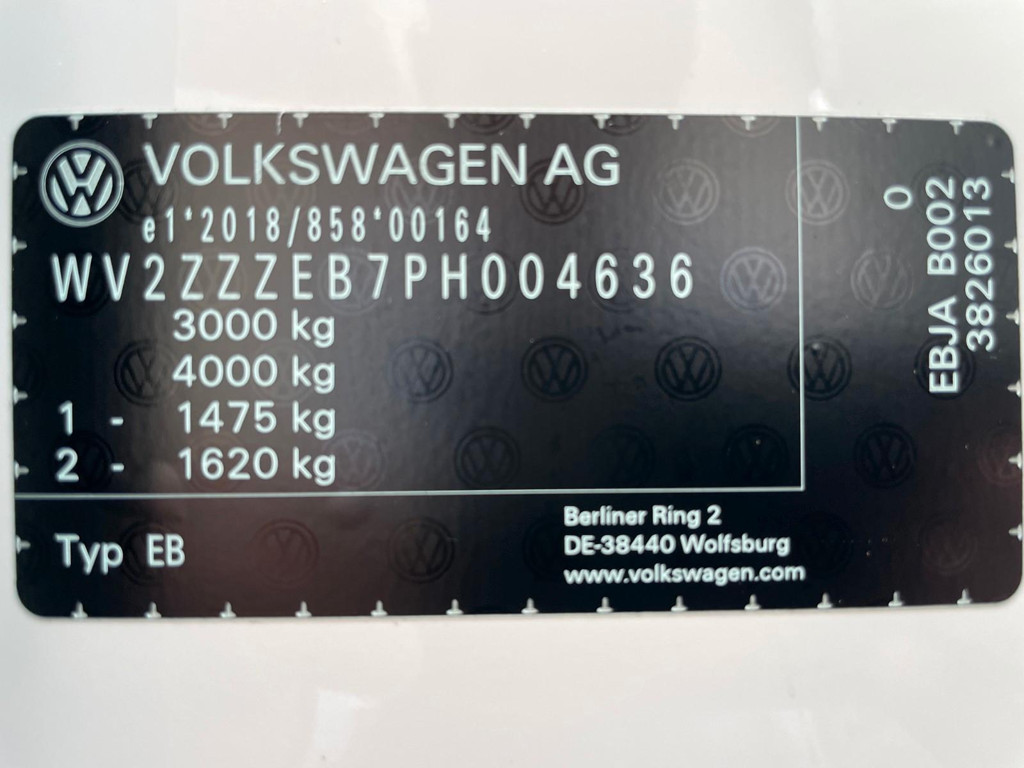 VOLKSWAGEN AG
e1*2018/858*00164
WV2ZZZEB7PH004636
3000 kg
4000 kg
1 - 1475 kg
2 - 1620 kg
Typ EB
Berliner Ring 2
DE-38440 Wolfsburg
www.volkswagen.com
0
EBJA B002
3826013